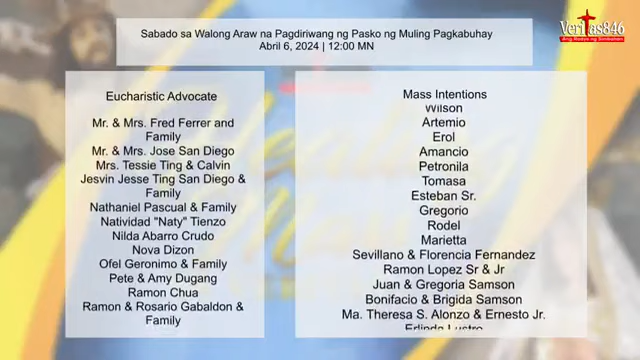 Sabado sa Walong Araw na Pagdiriwang ng Pasko ng Muling Pagkabuhay
Abril 6, 2024 | 12:00 MN
Veritas846
Ang Radyo ng Simbahan
Eucharistic Advocate
Mr. & Mrs. Fred Ferrer and
Family
Mr. & Mrs. Jose San Diego
Mrs. Tessie Ting & Calvin
Jesvin Jesse Ting San Diego &
Family
Nathaniel Pascual & Family
Natividad "Naty" Tienzo
Nilda Abarro Crudo
Nova Dizon
Ofel Geronimo & Family
Pete & Amy Dugang
Ramon Chua
Ramon & Rosario Gabaldon &
Family
Mass Intentions
Wilson
Artemio
Erol
Amancio
Petronila
Tomasa
Esteban Sr.
Gregorio
Rodel
Marietta
Sevillano & Florencia Fernandez
Ramon Lopez Sr & Jr
Juan & Gregoria Samson
Bonifacio & Brigida Samson
Ma. Theresa S. Alonzo & Ernesto Jr.
Erlinda Lustro
Healing
Mass